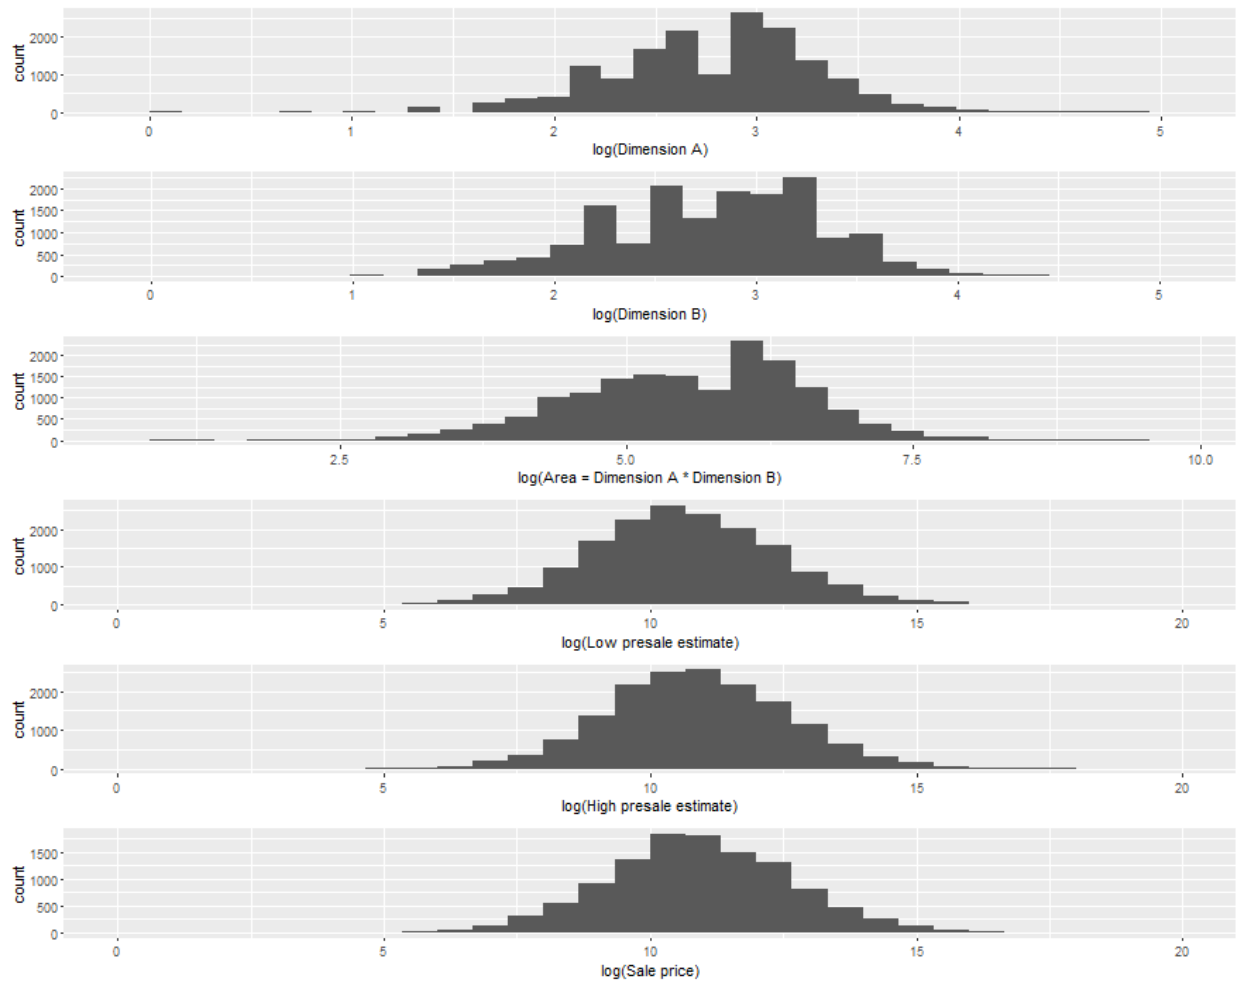 2000
1000
0
count
0 1 2 3 4 5
log(Dimension A)
2000
1500
1000
500
0
count
0 1 2 3 4 5
log(Dimension B)
2000
1500
1000
500
0
count
2.5 5.0 7.5 10.0
log(Area = Dimension A * Dimension B)
2000
1000
0
count
0 5 10 15 20
log(Low presale estimate)
2000
1000
0
count
0 5 10 15 20
log(High presale estimate)
1500
1000
500
0
count
0 5 10 15 20
log(Sale price)